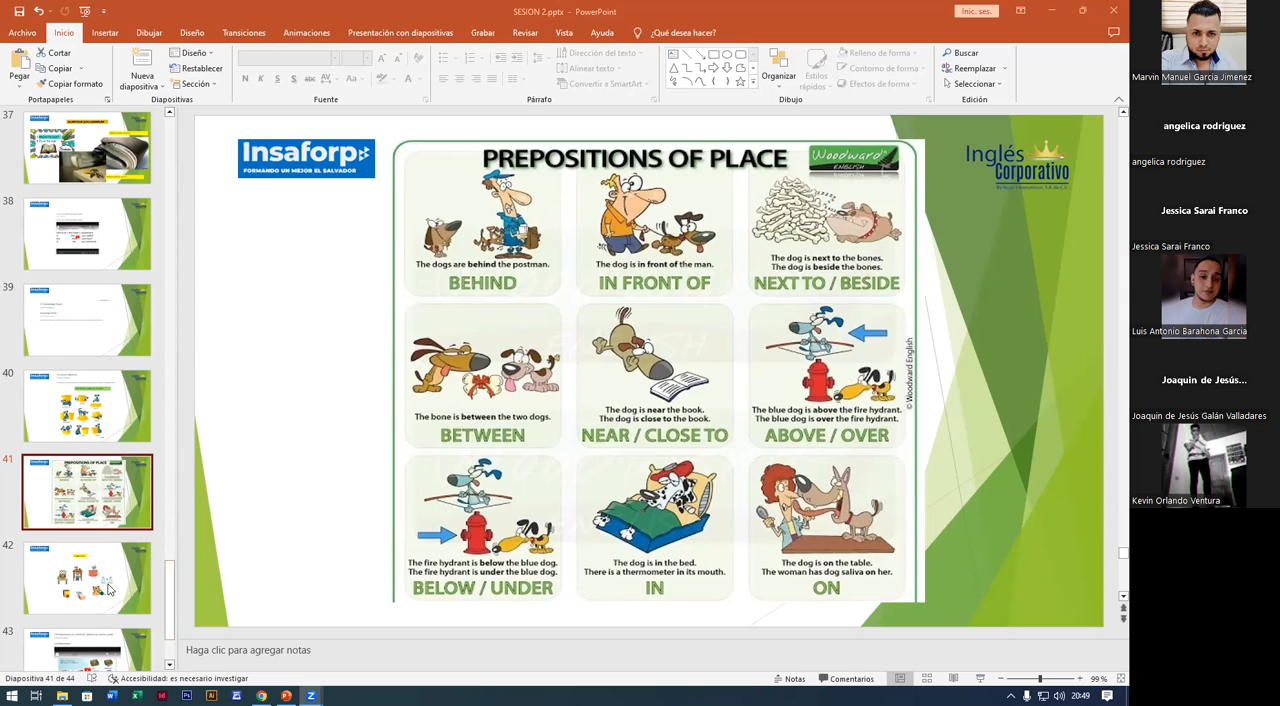 SESION 2.pptx - PowerPoint
Inic. ses.
Archivo
Inicio
Insertar
Dibujar
Diseño
Transiciones
Animaciones
Presentación con diapositivas
Grabar
Revisar
Vista
Ayuda
¿Qué desea hacer?
Pegar
Cortar
Copiar
Copiar formato
Portapapeles
Nueva
diapositiva
Diseño
Restablecer
Sección
Diapositivas
N
K
S
S
abc
AV
Aa
A
A
Fuente
Dirección del texto
Alinear texto
Convertir a SmartArt
Párrafo
Organizar
Estilos
rápidos
Relleno de forma
Contorno de forma
Efectos de forma
Dibujo
Buscar
Reemplazar
Seleccionar
Edición
37
38
39
40
41
42
43
Insaforp
FORMANDO UN MEJOR EL SALVADOR
PREPOSITIONS OF PLACE
Woodward
ENGLISH
Inglés
Corporativo
The dogs are behind the postman.
BEHIND
The dog is in front of the man.
IN FRONT OF
The dog is next to the bones.
The dog is beside the bones.
NEXT TO / BESIDE
The bone is between the two dogs.
BETWEEN
The dog is near the book.
The dog is close to the book.
NEAR / CLOSE TO
The blue dog is above the fire hydrant.
The blue dog is over the fire hydrant.
ABOVE / OVER
© Woodward English
The fire hydrant is below the blue dog.
The fire hydrant is under the blue dog.
BELOW / UNDER
The dog is in the bed.
There is a thermometer in its mouth.
IN
The dog is on the table.
The woman has dog saliva on her.
ON
Haga clic para agregar notas
Diapositiva 41 de 44
Accesibilidad: es necesario investigar
Notas
Comentarios
99 %
20:49
Marvin Manuel Garcia Jimenez
angelica rodriguez
angelica rodriguez
Jessica Sarai Franco
Jessica Sarai Franco
Luis Antonio Barahona Garcia
Joaquin de Jesús...
Joaquin de Jesús Galán Valladares
Kevin Orlando Ventura